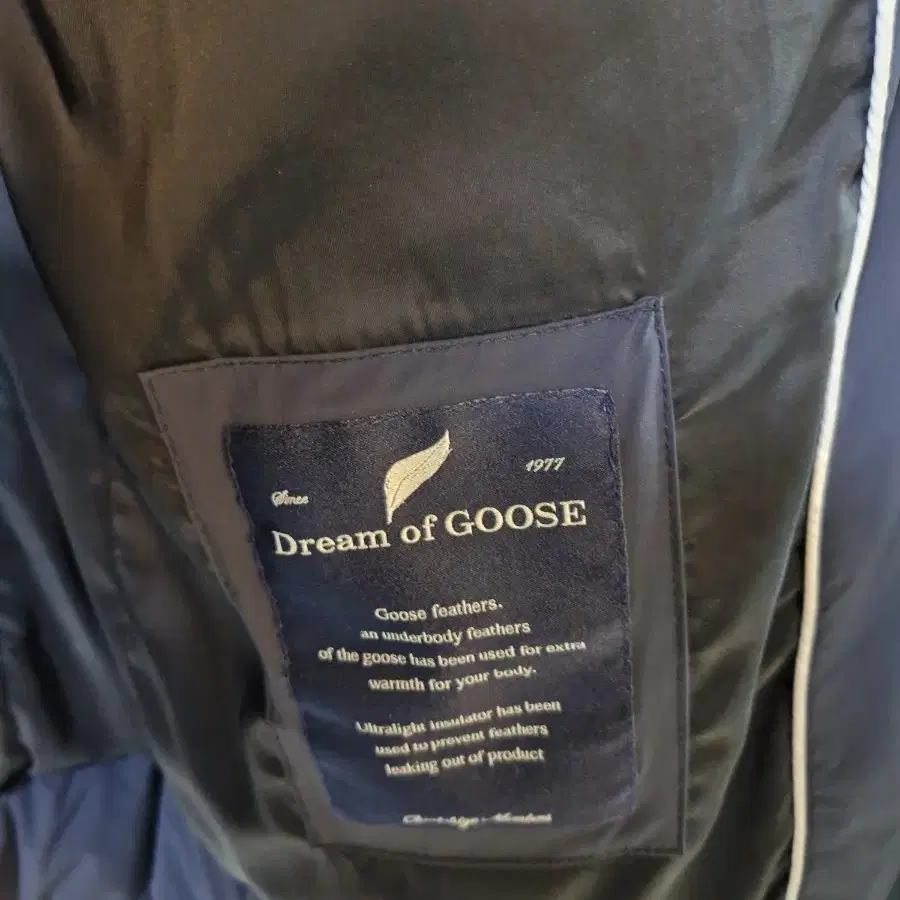 Since 1977
Dream of GOOSE
Goose feathers.
an underbody feathers
of the goose has been used for extra
warmth for your body.
Ultralight insulator has been
used to prevent feathers
leaking out of product